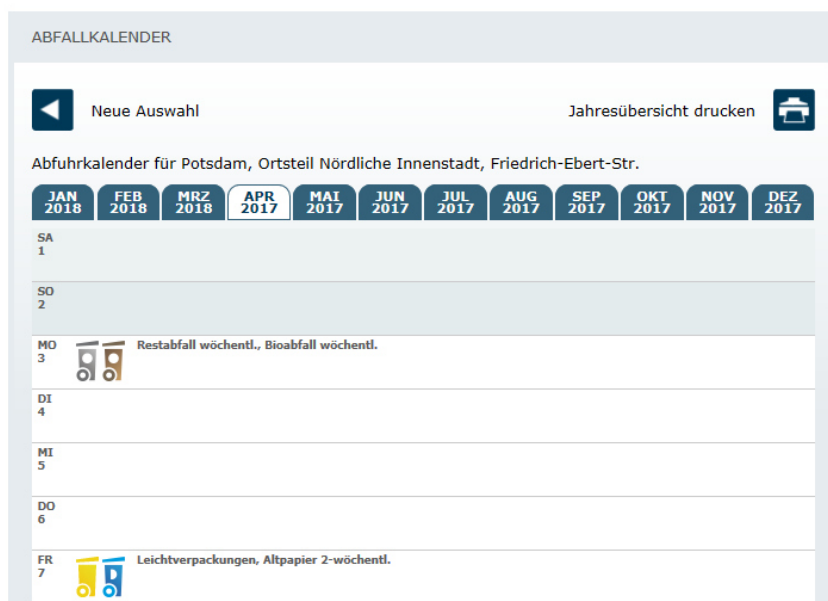 ABFALLKALENDER
Neue Auswahl
Jahresübersicht drucken
Abfuhrkalender für Potsdam, Ortsteil Nördliche Innenstadt, Friedrich-Ebert-Str.
JAN 2018 FEB 2018 MRZ 2018 APR 2017 MAI 2017 JUN 2017 JUL 2017 AUG 2017 SEP 2017 OKT 2017 NOV 2017 DEZ 2017
SA
1
SO
2
MO
3
Restabfall wöchentl., Bioabfall wöchentl.
DI
4
MI
5
DO
6
FR
7
Leichtverpackungen, Altpapier 2-wöchentl.